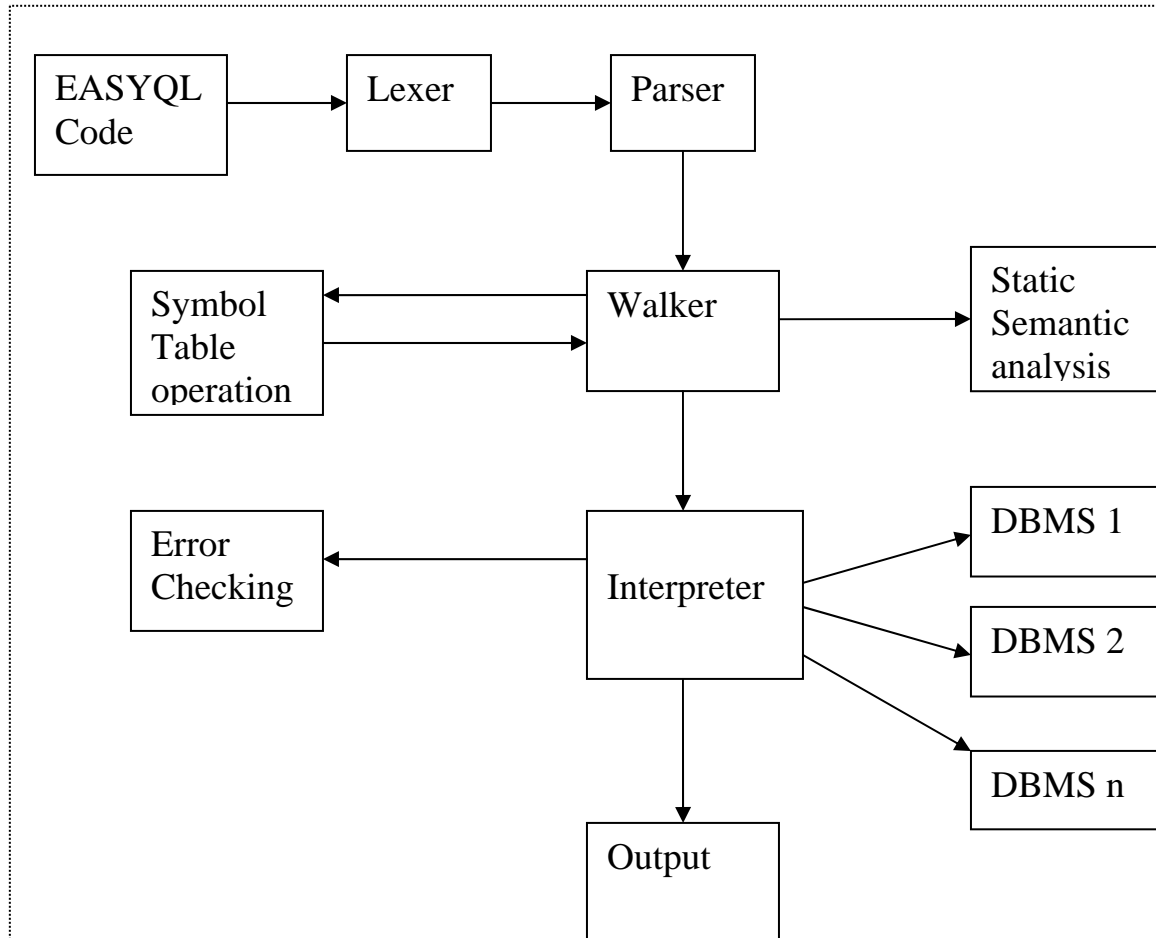 EASYQL
Code
Lexer
Parser
Symbol
Table
operation
Walker
Static
Semantic
analysis
Error
Checking
Interpreter
DBMS 1
DBMS 2
DBMS n
Output